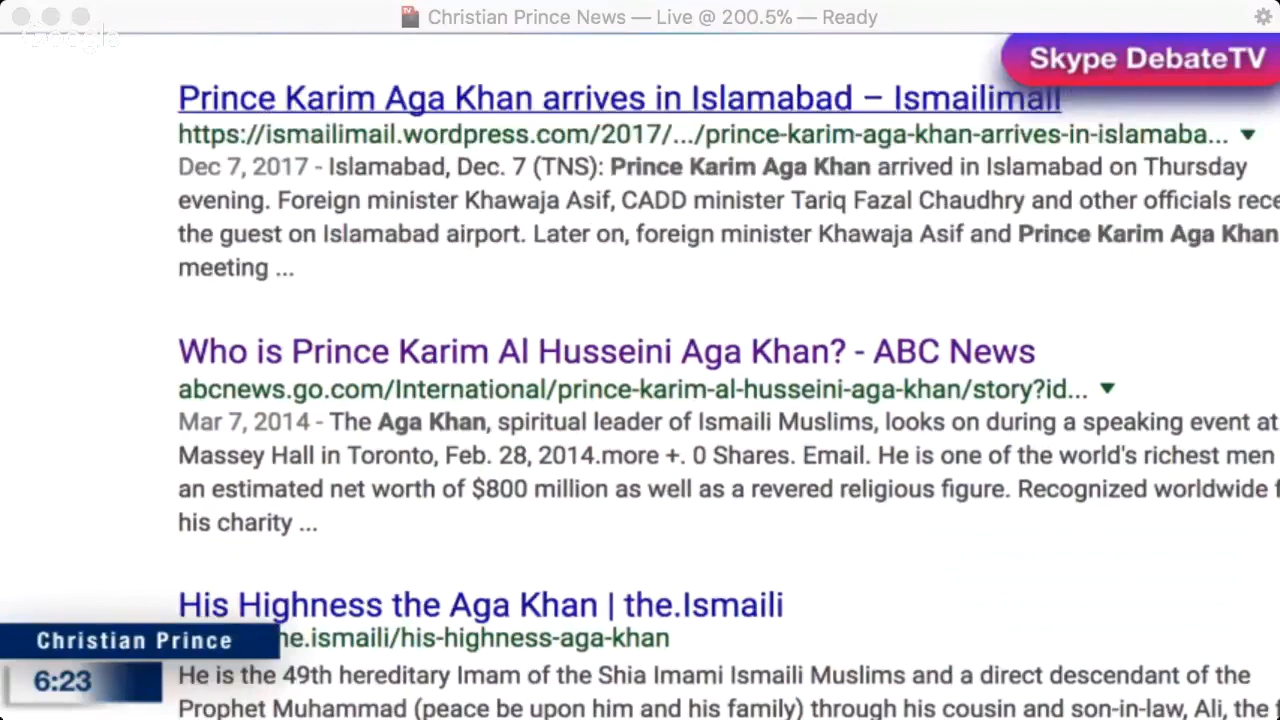 Christian Prince News — Live @ 200.5% — Ready
Google
Skype DebateTV
Prince Karim Aga Khan arrives in Islamabad – Ismailimail
https://ismailimail.wordpress.com/2017/.../prince-karim-aga-khan-arrives-in-islamaba...
Dec 7, 2017 - Islamabad, Dec. 7 (TNS): Prince Karim Aga Khan arrived in Islamabad on Thursday
evening. Foreign minister Khawaja Asif, CADD minister Tariq Fazal Chaudhry and other officials rece
the guest on Islamabad airport. Later on, foreign minister Khawaja Asif and Prince Karim Aga Khan
meeting ...
Who is Prince Karim Al Husseini Aga Khan? - ABC News
abcnews.go.com/International/prince-karim-al-husseini-aga-khan/story?id...
Mar 7, 2014 - The Aga Khan, spiritual leader of Ismaili Muslims, looks on during a speaking event at
Massey Hall in Toronto, Feb. 28, 2014.more +. 0 Shares. Email. He is one of the world's richest men
an estimated net worth of $800 million as well as a revered religious figure. Recognized worldwide f
his charity ...
His Highness the Aga Khan | the.Ismaili
he.ismaili/his-highness-aga-khan
He is the 49th hereditary Imam of the Shia Imami Ismaili Muslims and a direct descendant of the
Prophet Muhammad (peace be upon him and his family) through his cousin and son-in-law, Ali, the
Christian Prince
6:23